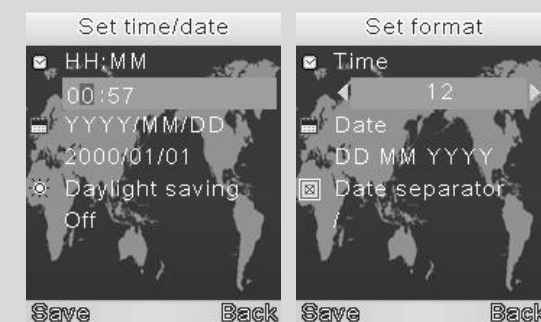 Set time/date
HH:MM
00:57
YYYY/MM/DD
2000/01/01
Daylight saving
Off
Save Back
Set format
Time
12
Date
DD MM YYYY
Date separator
/
Save Back